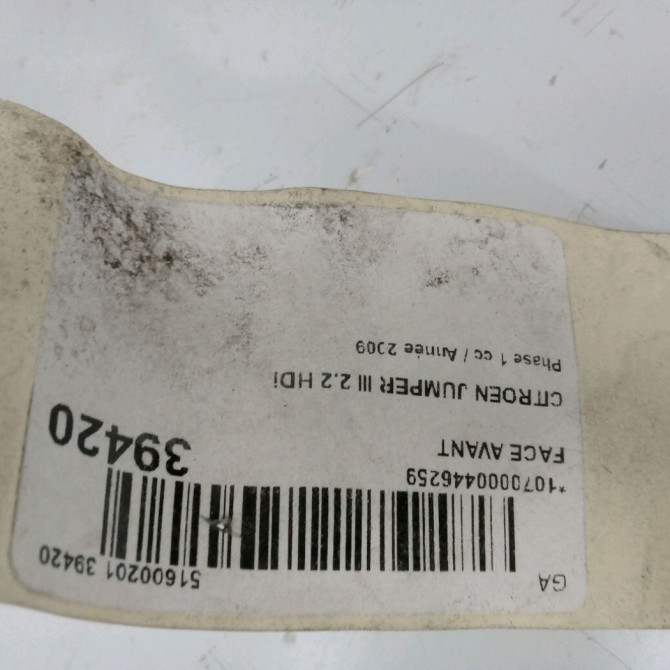 GA
51600201 39420
*1070000446259
39420
FACE AVANT
CITROEN JUMPER III 2.2 HDi
Phase 1 cc / Année 2009